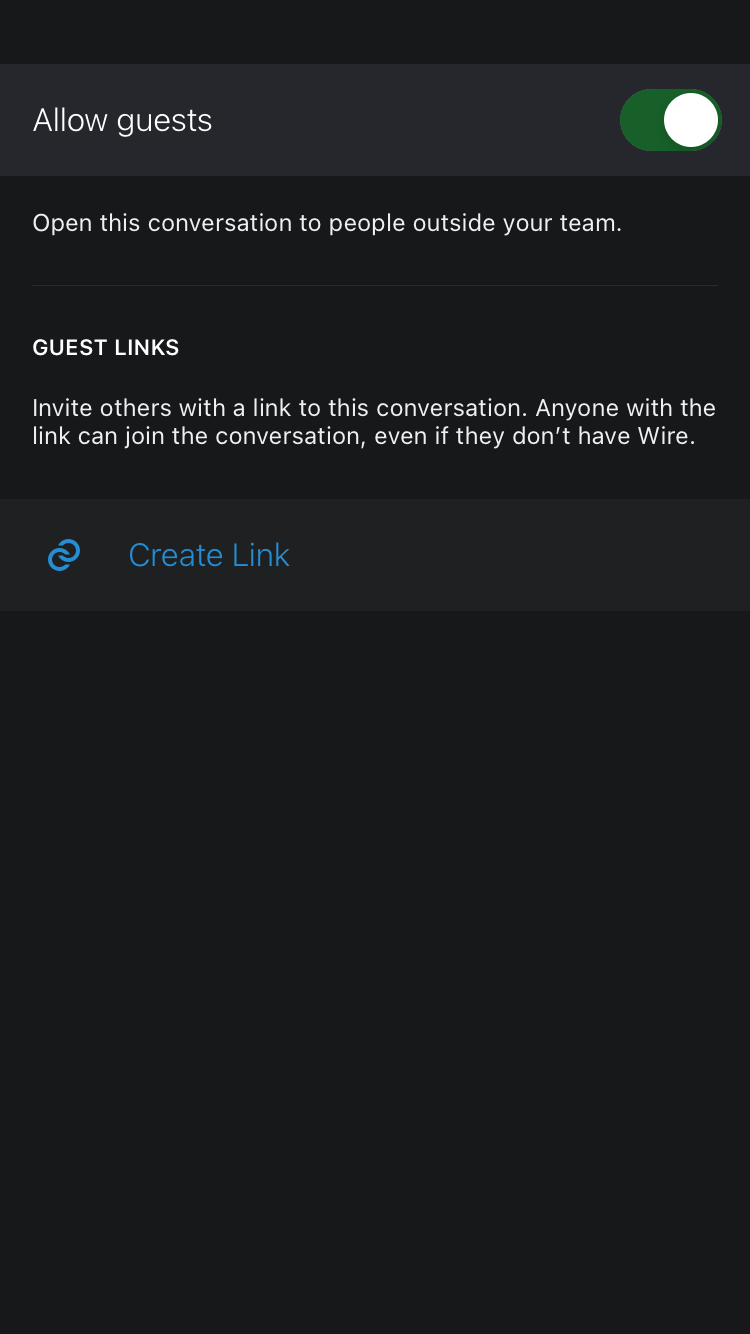 Allow guests
Open this conversation to people outside your team.
GUEST LINKS
Invite others with a link to this conversation. Anyone with the
link can join the conversation, even if they don’t have Wire.
Create Link